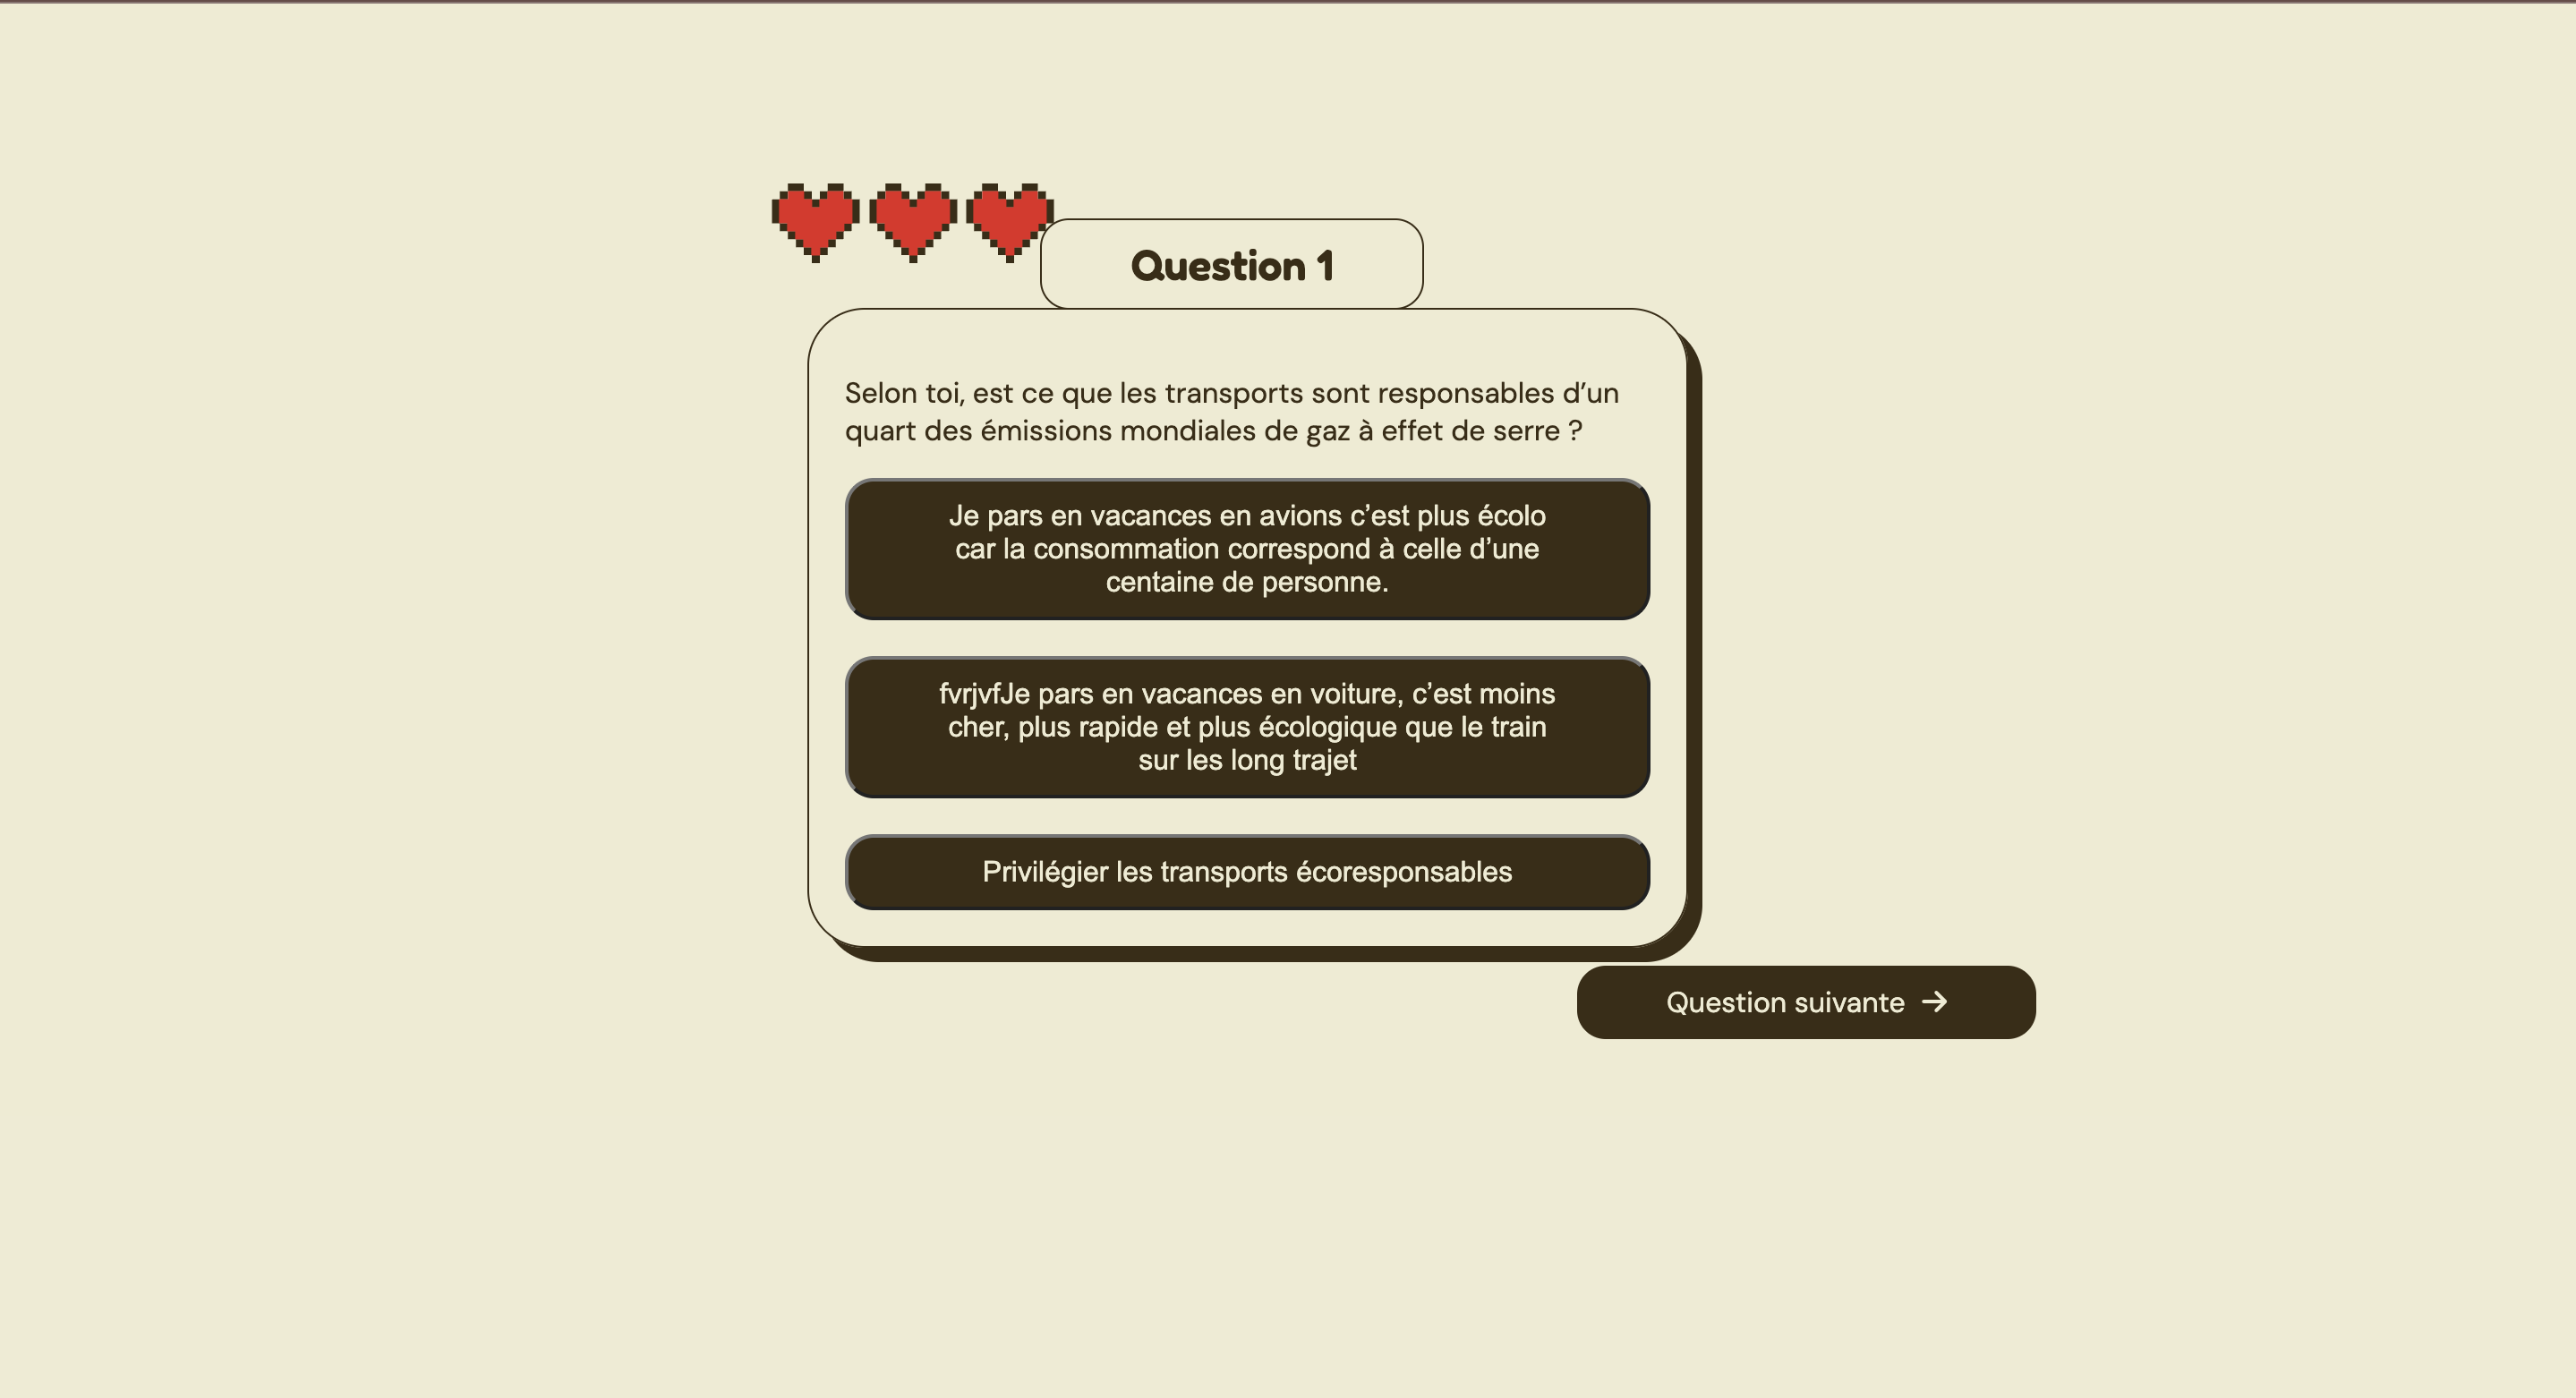 Question 1
Selon toi, est ce que les transports sont responsables d’un
quart des émissions mondiales de gaz à effet de serre ?
Je pars en vacances en avions c’est plus écolo
car la consommation correspond à celle d’une
centaine de personne.
fvrjvfJe pars en vacances en voiture, c’est moins
cher, plus rapide et plus écologique que le train
sur les long trajet
Privilégier les transports écoresponsables
Question suivante →